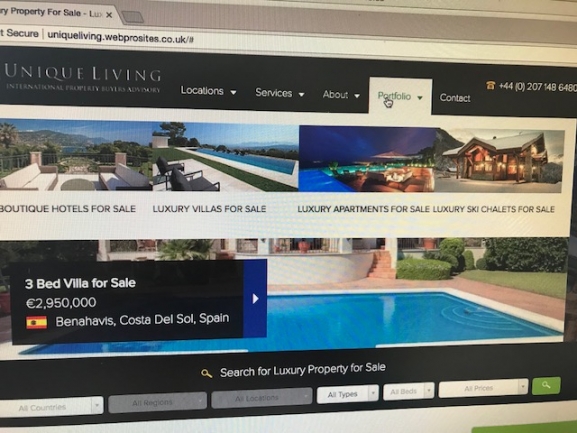 ry Property For Sale - Lux
t Secure | uniqueliving.webprosites.co.uk/#
UNIQUE LIVING
INTERNATIONAL PROPERTY BUYERS ADVISORY
Locations Services About Portfolio Contact
+44 (0) 207 148 6480
BOUTIQUE HOTELS FOR SALE LUXURY VILLAS FOR SALE LUXURY APARTMENTS FOR SALE LUXURY SKI CHALETS FOR SALE
3 Bed Villa for Sale
€2,950,000
Benahavis, Costa Del Sol, Spain
Search for Luxury Property for Sale
All Countries All Regions All Locations All Types All Beds All Prices